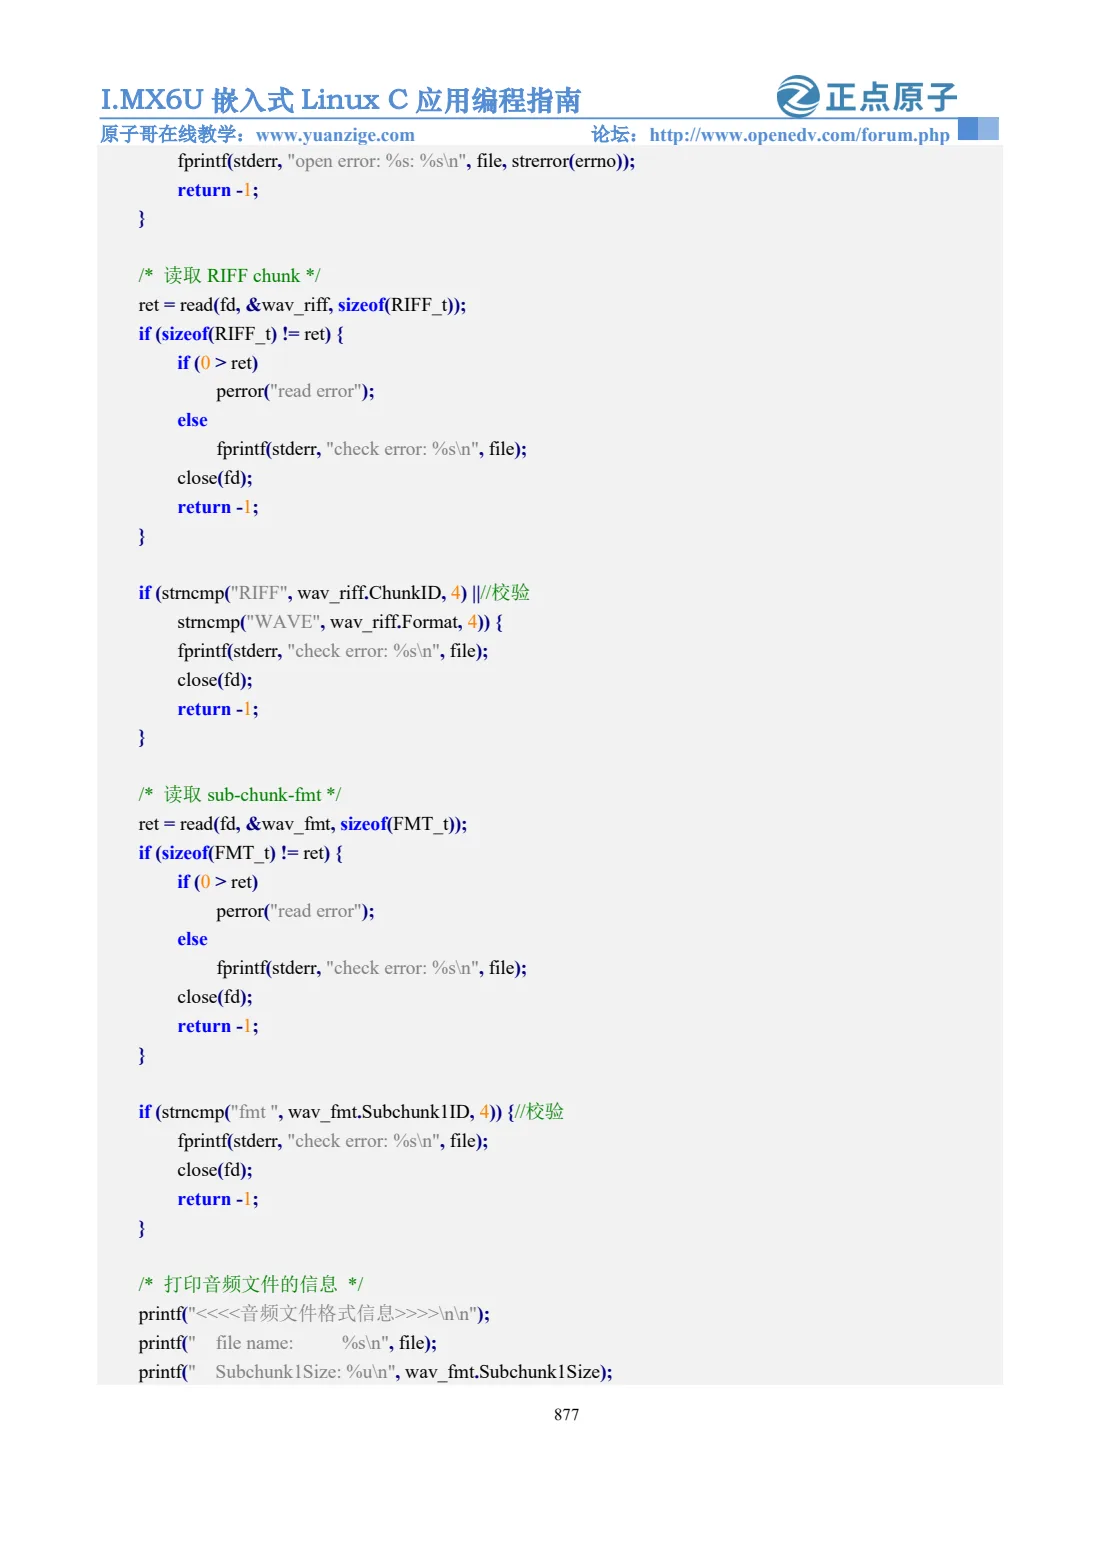 I.MX6U 嵌入式 Linux C 应用编程指南
正点原子
原子哥在线教学：www.yuanzige.com 论坛：http://www.openedv.com/forum.php
fprintf(stderr, "open error: %s: %s\n", file, strerror(errno));
return -1;
}
/* 读取 RIFF chunk */
ret = read(fd, &wav_riff, sizeof(RIFF_t));
if (sizeof(RIFF_t) != ret) {
if (0 > ret)
perror("read error");
else
fprintf(stderr, "check error: %s\n", file);
close(fd);
return -1;
}
if (strncmp("RIFF", wav_riff.ChunkID, 4) ||//校验
strncmp("WAVE", wav_riff.Format, 4)) {
fprintf(stderr, "check error: %s\n", file);
close(fd);
return -1;
}
/* 读取 sub-chunk-fmt */
ret = read(fd, &wav_fmt, sizeof(FMT_t));
if (sizeof(FMT_t) != ret) {
if (0 > ret)
perror("read error");
else
fprintf(stderr, "check error: %s\n", file);
close(fd);
return -1;
}
if (strncmp("fmt ", wav_fmt.Subchunk1ID, 4)) {//校验
fprintf(stderr, "check error: %s\n", file);
close(fd);
return -1;
}
/* 打印音频文件的信息 */
printf("<<<<音频文件格式信息>>>>\n\n");
printf("  file name:     %s\n", file);
printf("  Subchunk1Size: %u\n", wav_fmt.Subchunk1Size);
877